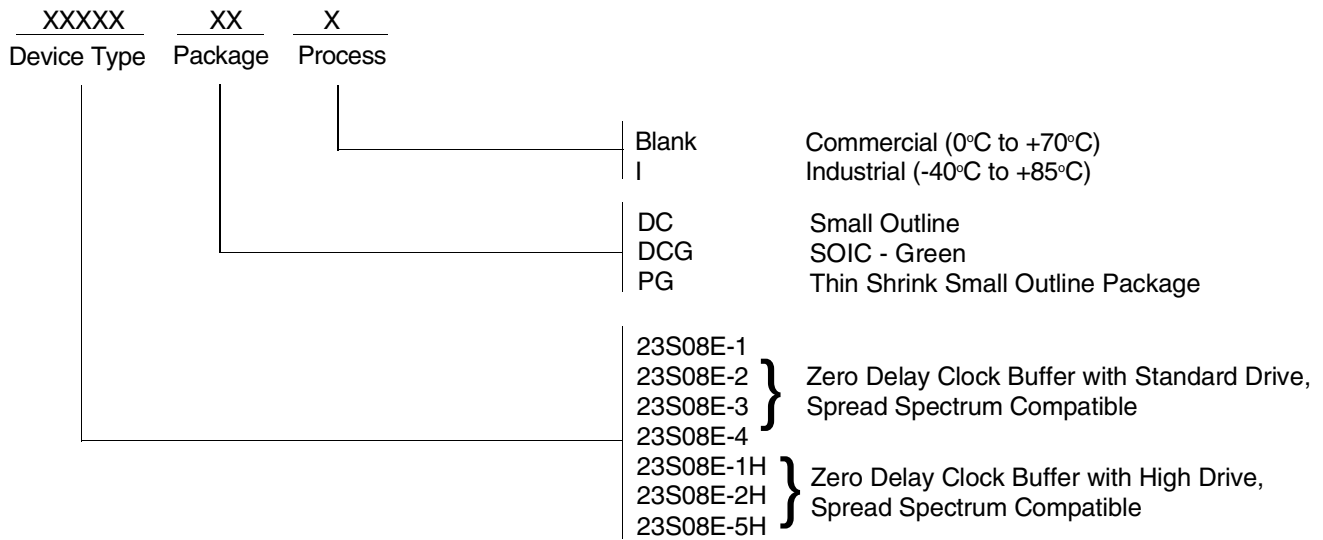 XXXXX XX X
Device Type Package Process
Blank Commercial (0°C to +70°C)
I Industrial (-40°C to +85°C)
DC Small Outline
DCG SOIC - Green
PG Thin Shrink Small Outline Package
23S08E-1
23S08E-2 Zero Delay Clock Buffer with Standard Drive,
23S08E-3 Spread Spectrum Compatible
23S08E-4
23S08E-1H Zero Delay Clock Buffer with High Drive,
23S08E-2H Spread Spectrum Compatible
23S08E-5H